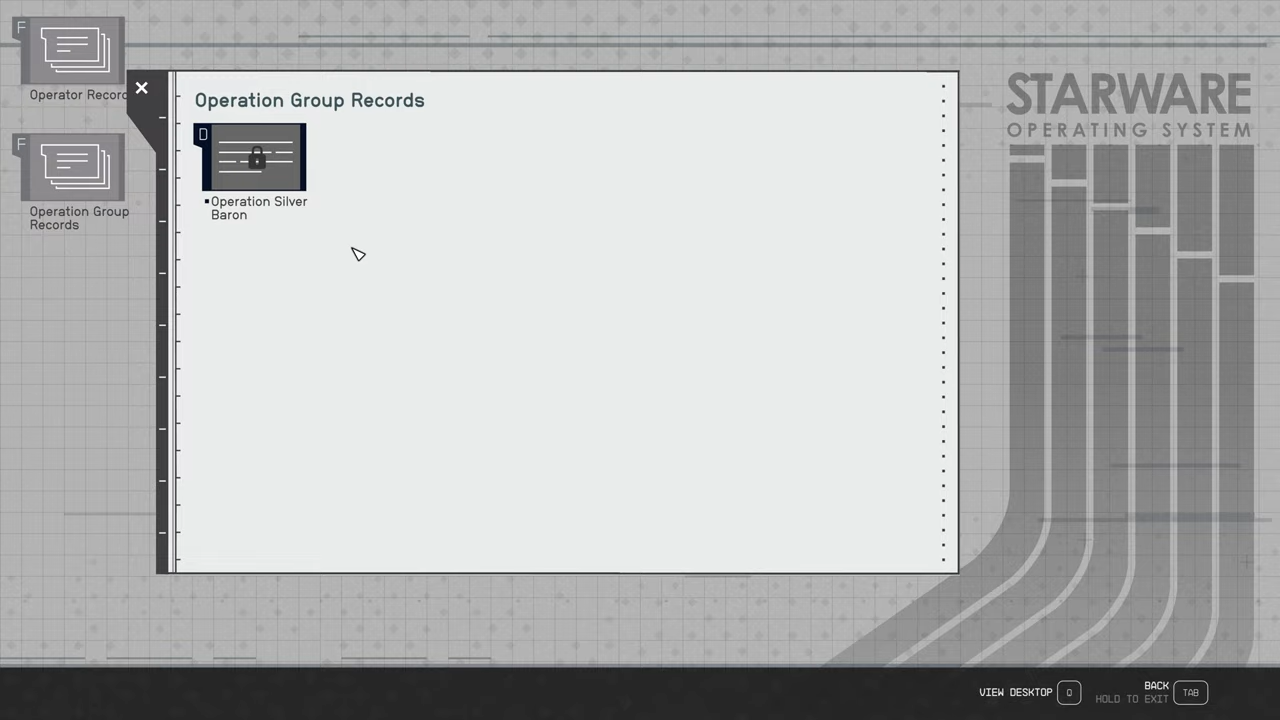 F
Operator Record
F
Operation Group
Records
Operation Group Records
D
Operation Silver
Baron
STARWARE
OPERATING SYSTEM
VIEW DESKTOP Q
BACK
HOLD TO EXIT TAB